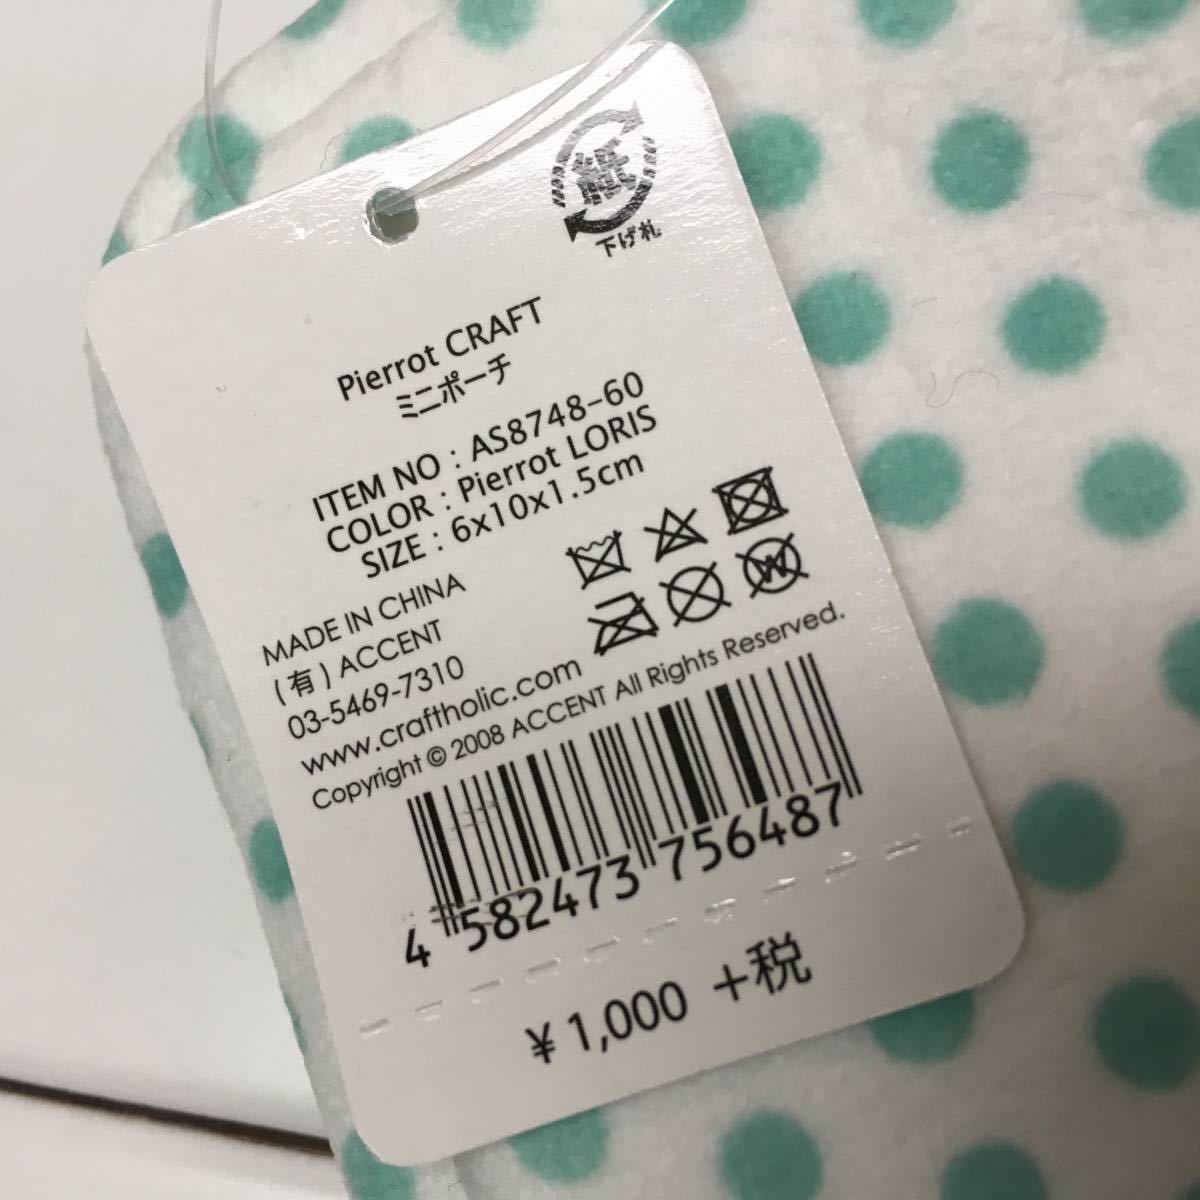 紙
下げ札
Pierrot CRAFT
ミニポーチ
ITEM NO : AS8748-60
COLOR : Pierrot LORIS
SIZE : 6x10x1.5cm
MADE IN CHINA
(有) ACCENT
03-5469-7310
www.craftholic.com
Copyright © 2008 ACCENT All Rights Reserved.
W
4 582473 756487
¥ 1,000 +税